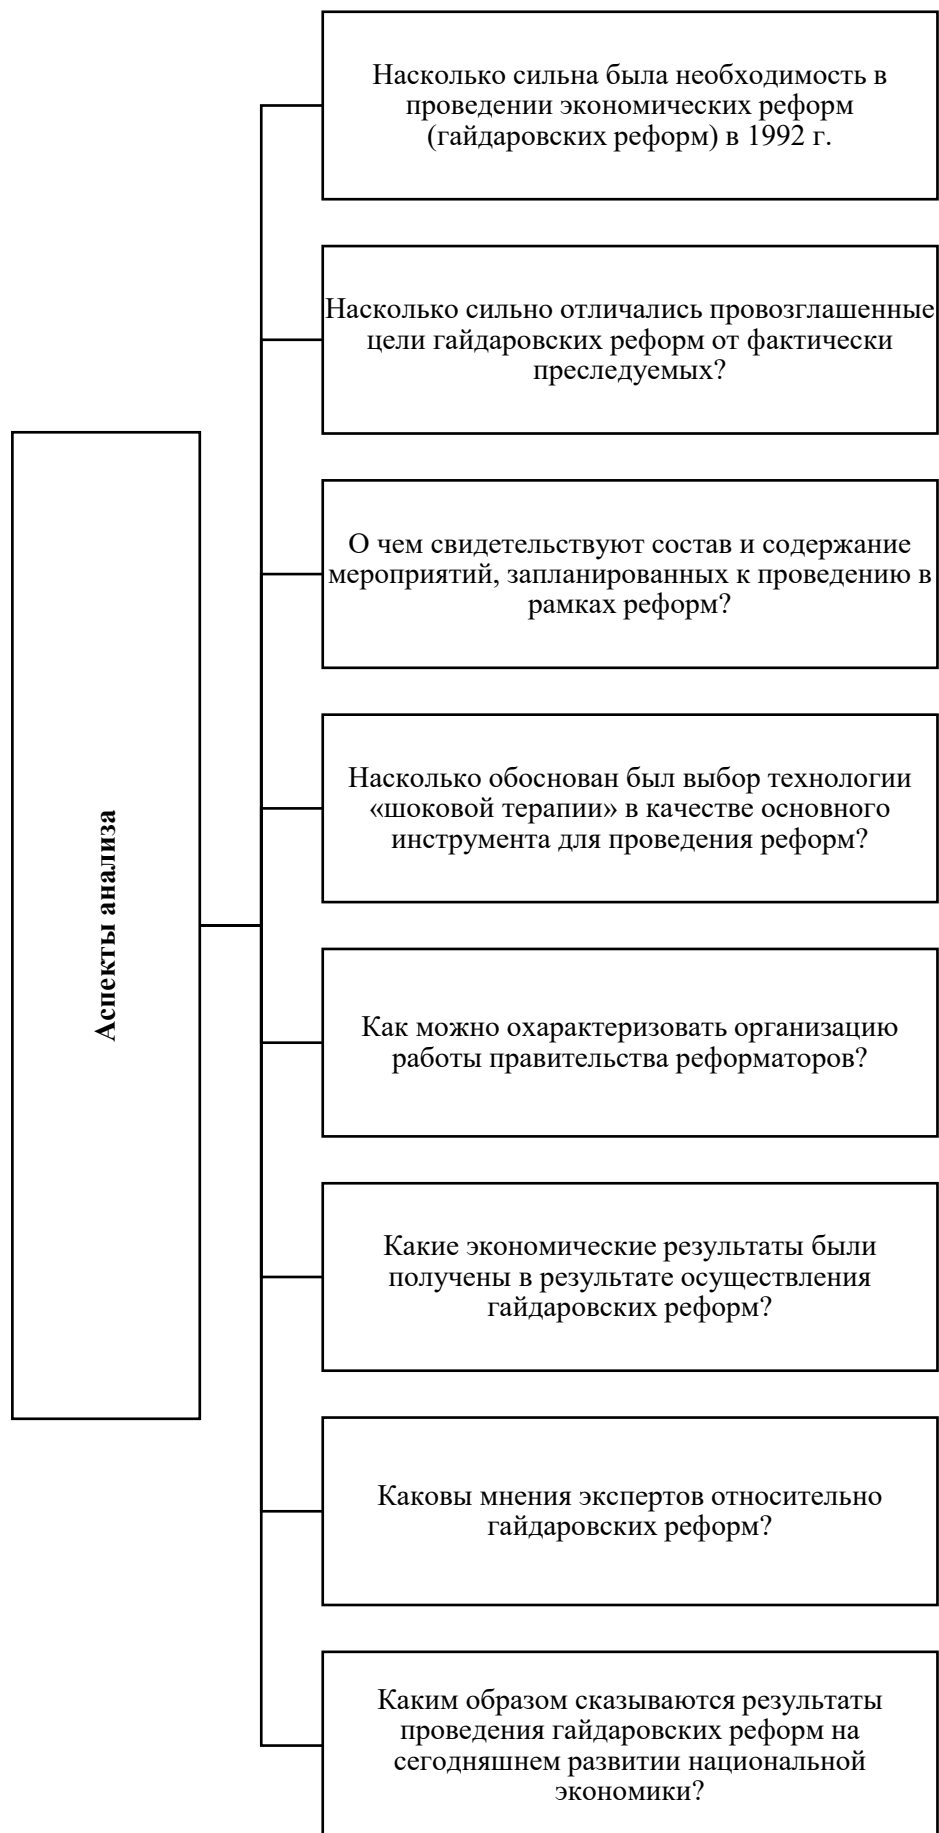 Насколько сильна была необходимость в
проведении экономических реформ
(гайдаровских реформ) в 1992 г.
Насколько сильно отличались провозглашенные
цели гайдаровских реформ от фактически
преследуемых?
О чем свидетельствуют состав и содержание
мероприятий, запланированных к проведению в
рамках реформ?
Насколько обоснован был выбор технологии
«шоковой терапии» в качестве основного
инструмента для проведения реформ?
Аспекты анализа
Как можно охарактеризовать организацию
работы правительства реформаторов?
Какие экономические результаты были
получены в результате осуществления
гайдаровских реформ?
Каковы мнения экспертов относительно
гайдаровских реформ?
Каким образом сказываются результаты
проведения гайдаровских реформ на
сегодняшнем развитии национальной
экономики?